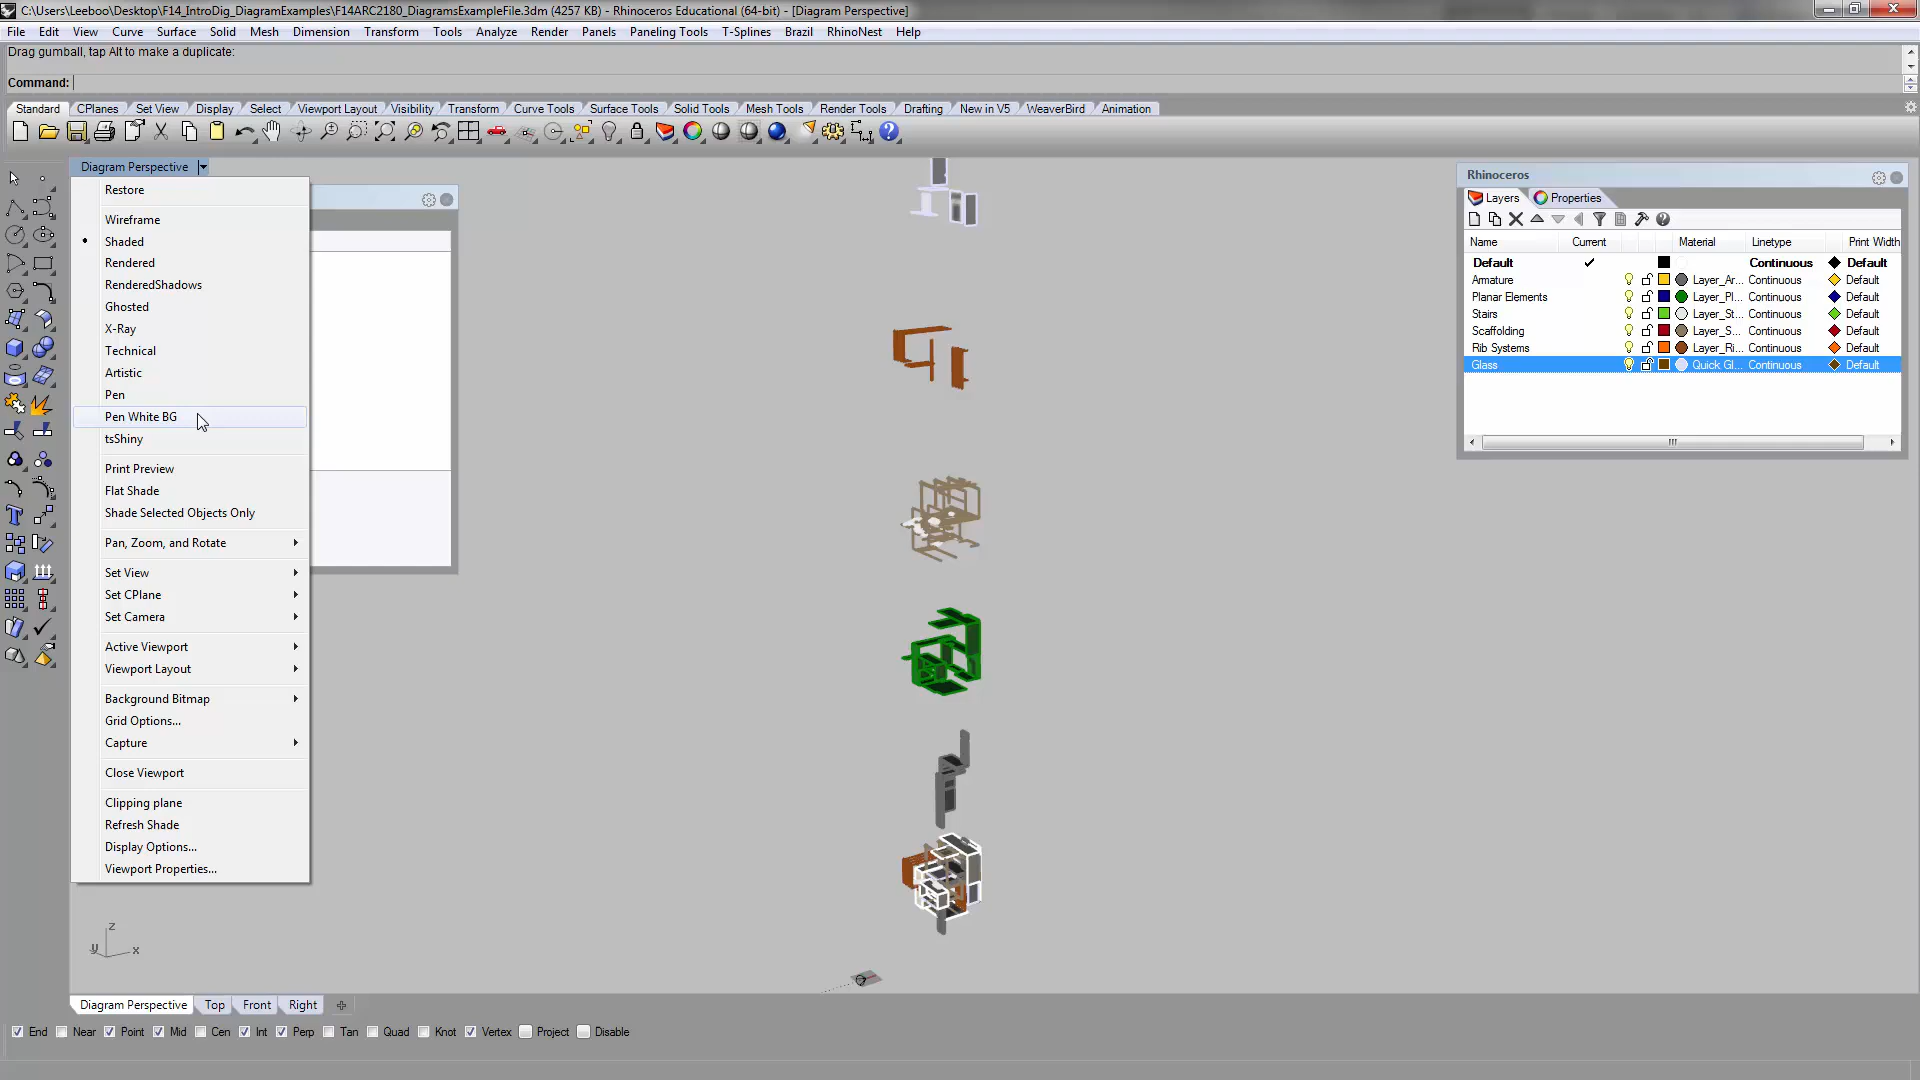 C:\Users\Leeboo\Desktop\F14_IntroDig_DiagramExamples\F14ARC2180_DiagramsExampleFile.3dm (4257 KB) - Rhinoceros Educational (64-bit) - [Diagram Perspective]
File Edit View Curve Surface Solid Mesh Dimension Transform Tools Analyze Render Panels Paneling Tools T-Splines Brazil RhinoNest Help
Drag gumball, tap Alt to make a duplicate:
Command:
Standard CPlanes Set View Display Select Viewport Layout Visibility Transform Curve Tools Surface Tools Solid Tools Mesh Tools Render Tools Drafting New in V5 WeaverBird Animation
Diagram Perspective
Restore
Wireframe
Shaded
Rendered
RenderedShadows
Ghosted
X-Ray
Technical
Artistic
Pen
Pen White BG
tsShiny
Print Preview
Flat Shade
Shade Selected Objects Only
Pan, Zoom, and Rotate
Set View
Set CPlane
Set Camera
Active Viewport
Viewport Layout
Background Bitmap
Grid Options...
Capture
Close Viewport
Clipping plane
Refresh Shade
Display Options...
Viewport Properties...
Rhinoceros
Layers Properties
Name Current Material Linetype Print Width
Default Continuous Default
Armature Layer_Ar... Continuous Default
Planar Elements Layer_Pl... Continuous Default
Stairs Layer_St... Continuous Default
Scaffolding Layer_S... Continuous Default
Rib Systems Layer_Ri... Continuous Default
Glass Quick Gl... Continuous Default
z
y x
Diagram Perspective Top Front Right
End Near Point Mid Cen Int Perp Tan Quad Knot Vertex Project Disable